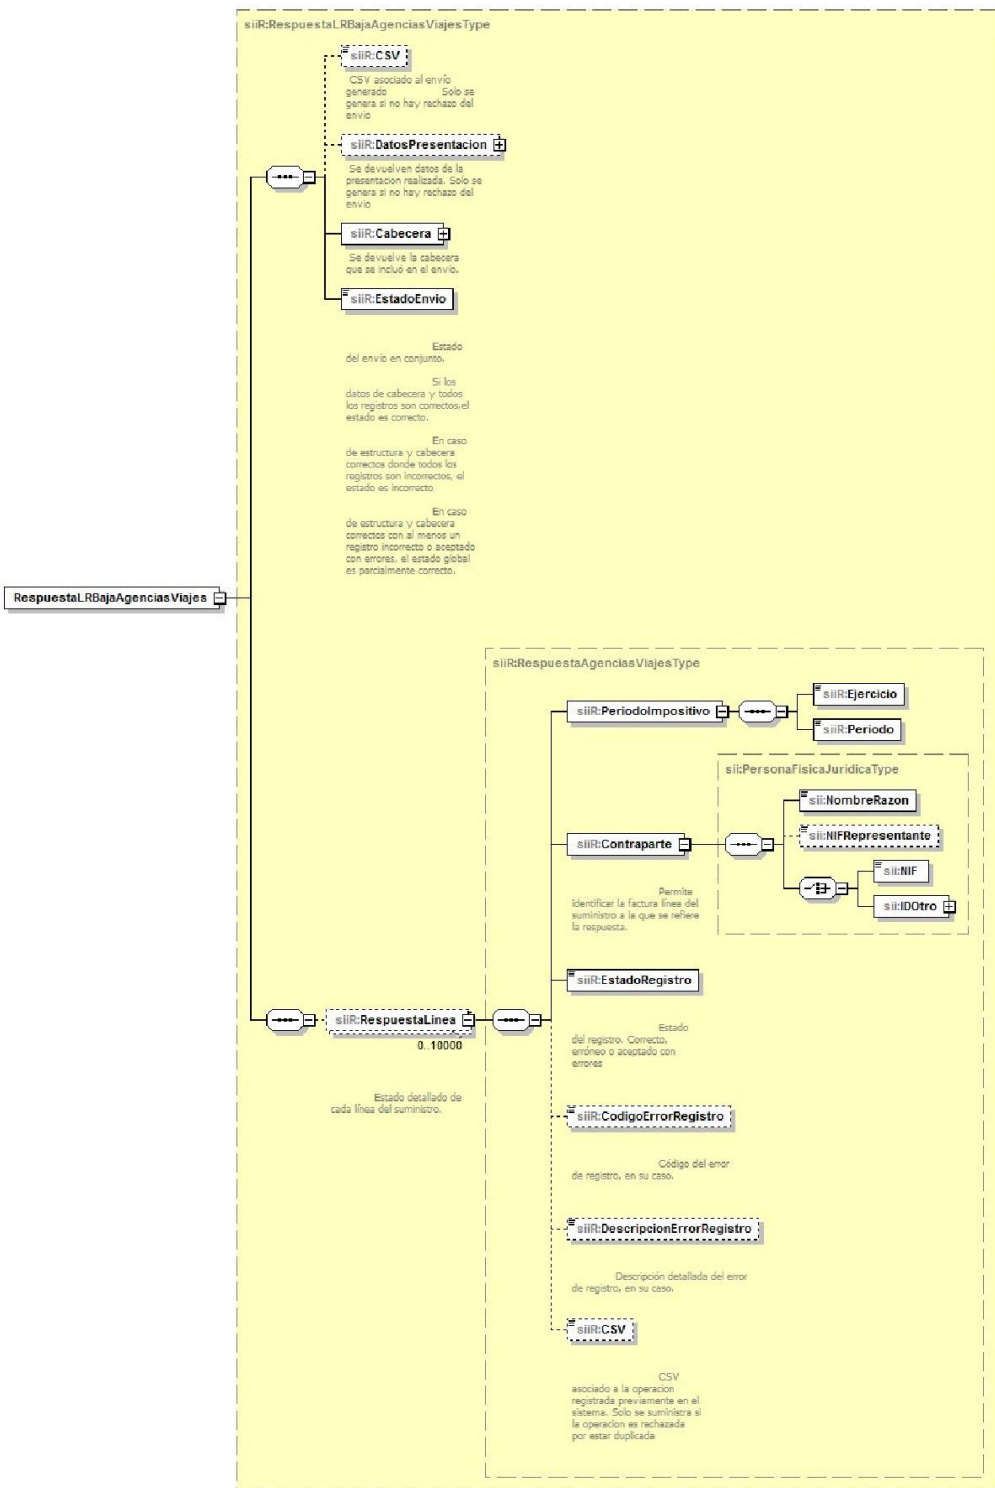 siiR:RespuestaLRBajaAgenciasViajesType
siiR:CSV
CSV asociado al envío
generado Solo se
genera si no hay rechazo del
envio
siiR:DatosPresentacion
Se devuelven datos de la
presentacion realizada. Solo se
genera si no hay rechazo del
envio
siiR:Cabecera
Se devuelve la cabecera
que se incluó en el envío.
siiR:EstadoEnvio
Estado
del envío en conjunto.
Si los
datos de cabecera y todos
los registros son correctos,el
estado es correcto.
En caso
de estructura y cabecera
correctos donde todos los
registros son incorrectos, el
estado es incorrecto
En caso
de estructura y cabecera
correctos con al menos un
registro incorrecto o aceptado
con errores, el estado global
es parcialmente correcto.
RespuestaLRBajaAgenciasViajes
siiR:RespuestaAgenciasViajesType
siiR:PeriodoImpositivo
siiR:Ejercicio
siiR:Periodo
sii:PersonaFisicaJuridicaType
sii:NombreRazon
sii:NIFRepresentante
siiR:Contraparte
sii:NIF
sii:IDOtro
Permite
identificar la factura línea del
suministro a la que se refiere
la respuesta.
siiR:EstadoRegistro
siiR:RespuestaLinea
0..10000
Estado
del registro. Correcto,
erróneo o aceptado con
errores
Estado detallado de
cada línea del suministro.
siiR:CodigoErrorRegistro
Código del error
de registro, en su caso.
siiR:DescripcionErrorRegistro
Descripción detallada del error
de registro, en su caso.
siiR:CSV
CSV
asociado a la operacion
registrada previamente en el
sistema. Solo se suministra si
la operacion es rechazada
por estar duplicada